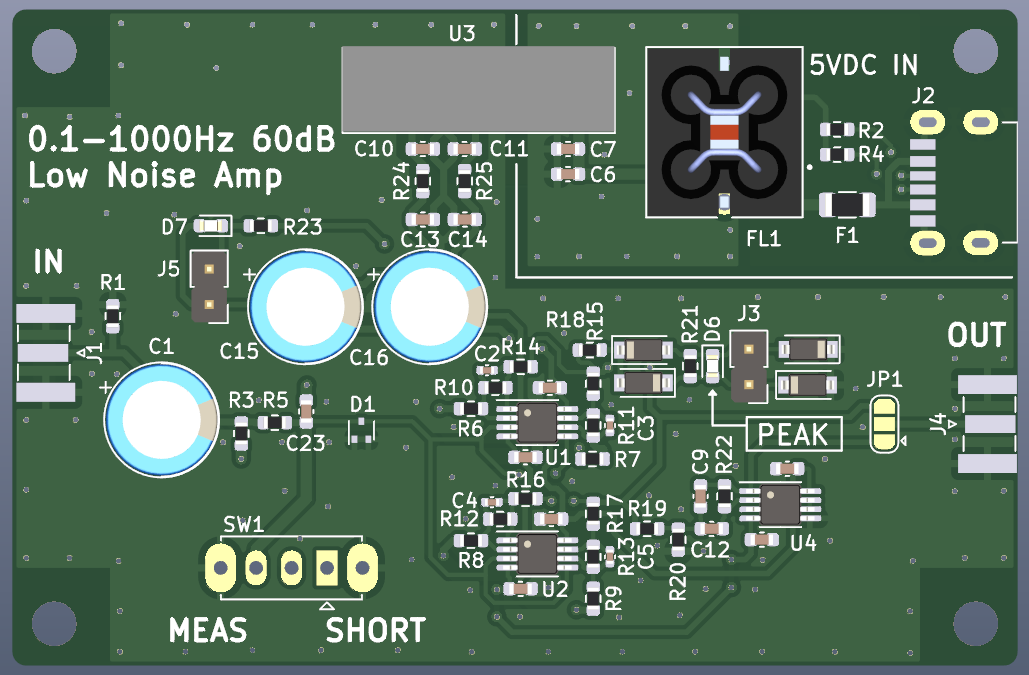 U3
5VDC IN
J2
0.1-1000Hz 60dB
Low Noise Amp
C10
C11
C7
C6
R2
R4
R24
R25
D7
R23
C13
C14
FL1
F1
IN
J5
R1
J1
C1
C15
C16
R18
R15
R21
D6
J3
OUT
C2
R14
R10
R6
R3
R5
C23
D1
R11
C3
U1
R7
PEAK
JP1
J4
C9
R22
R16
C4
R12
R8
R17
R19
R13
C5
C12
U4
SW1
U2
R9
R20
MEAS
SHORT